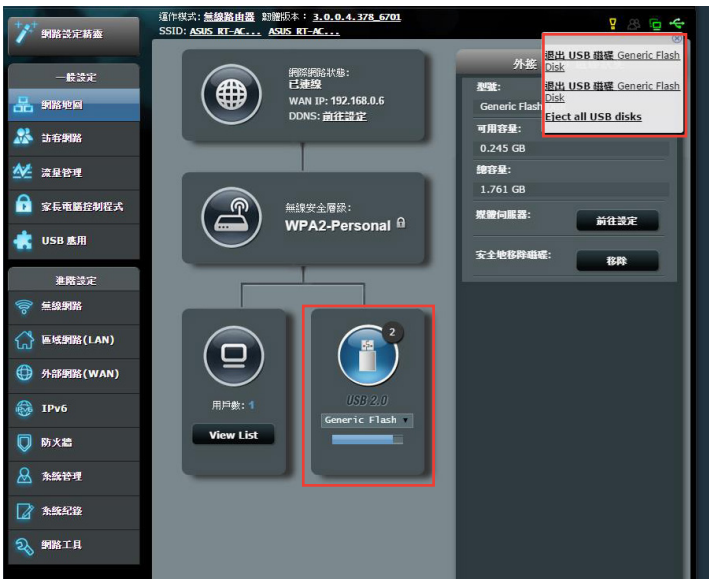 運作模式: 無線路由器 韌體版本: 3.0.0.4.378_6701
SSID: ASUS RT-AC... ASUS RT-AC...
網路設定精靈
一般設定
網路地圖
訪客網路
流量管理
家長電腦控制程式
USB 應用
進階設定
無線網路
區域網路(LAN)
外部網路(WAN)
IPv6
防火牆
系統管理
系統紀錄
網路工具
網際網路狀態:
已連線
WAN IP: 192.168.0.6
DDNS: 前往設定
無線安全層級:
WPA2-Personal
用戶數: 1
View List
2
USB 2.0
Generic Flash
外接
型號:
Generic Flash
可用容量:
0.245 GB
總容量:
1.761 GB
媒體伺服器:
前往設定
安全地移除磁碟:
移除
退出 USB 磁碟 Generic Flash
Disk
退出 USB 磁碟 Generic Flash
Disk
Eject all USB disks